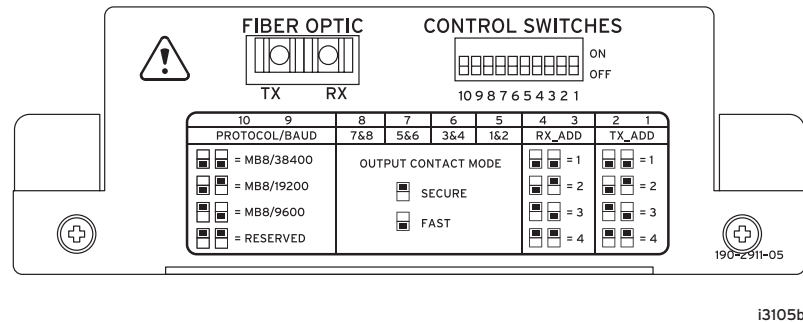 FIBER OPTIC
CONTROL SWITCHES
ON
OFF
TX RX
10 9 8 7 6 5 4 3 2 1
10 9 8 7 6 5 4 3 2 1
PROTOCOL/BAUD 7&8 5&6 3&4 1&2 RX_ADD TX_ADD
= MB8/38400 OUTPUT CONTACT MODE = 1 = 1
= MB8/19200 SECURE = 2 = 2
= MB8/9600 FAST = 3 = 3
= RESERVED = 4 = 4
190-2911-05
i3105b